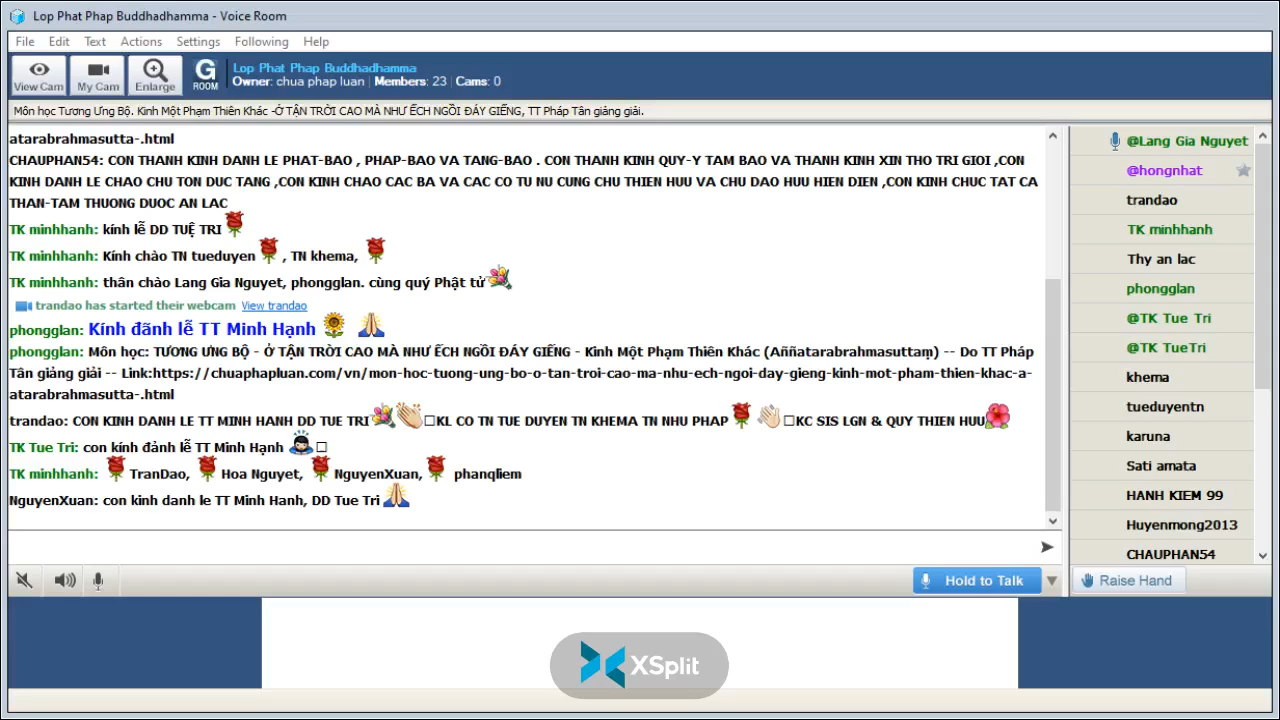 Lop Phat Phap Buddhadhamma - Voice Room
File Edit Text Actions Settings Following Help
View Cam My Cam Enlarge G ROOM
Lop Phat Phap Buddhadhamma
Owner: chua phap luan | Members: 23 | Cams: 0
Môn học Tương Ưng Bộ. Kinh Một Phạm Thiên Khác -Ở TẬN TRỜI CAO MÀ NHƯ ẾCH NGỒI ĐÁY GIẾNG, TT Pháp Tân giảng giải.
atarabrahmasutta-.html
CHAUPHAN54: CON THANH KINH DANH LE PHAT-BAO , PHAP-BAO VA TANG-BAO . CON THANH KINH QUY-Y TAM BAO VA THANH KINH XIN THO TRI GIOI ,CON
KINH DANH LE CHAO CHU TON DUC TANG ,CON KINH CHAO CAC BA VA CAC CO TU NU CUNG CHU THIEN HUU VA CHU DAO HUU HIEN DIEN ,CON KINH CHUC TAT CA
THAN-TAM THUONG DUOC AN LAC
TK minhhanh: kính lễ DD TUỆ TRI
TK minhhanh: Kính chào TN tueduyen , TN khema,
TK minhhanh: thân chào Lang Gia Nguyet, phongglan. cùng quý Phật tử
trandao has started their webcam View trandao
phongglan: Kính đãnh lễ TT Minh Hạnh
phongglan: Môn học: TƯƠNG ƯNG BỘ - Ở TẬN TRỜI CAO MÀ NHƯ ẾCH NGỒI ĐÁY GIẾNG - Kinh Một Phạm Thiên Khác (Aññatarabrahmasuttaṃ) -- Do TT Pháp
Tân giảng giải -- Link:https://chuaphapluan.com/vn/mon-hoc-tuong-ung-bo-o-tan-troi-cao-ma-nhu-ech-ngoi-day-gieng-kinh-mot-pham-thien-khac-a-
atarabrahmasutta-.html
trandao: CON KINH DANH LE TT MINH HANH DD TUE TRI KL CO TN TUE DUYEN TN KHEMA TN NHU PHAP KC SIS LGN & QUY THIEN HUU
TK Tue Tri: con kính đảnh lễ TT Minh Hạnh
TK minhhanh: TranDao, Hoa Nguyet, NguyenXuan, phanqliem
NguyenXuan: con kinh danh le TT Minh Hanh, DD Tue Tri
@Lang Gia Nguyet
@hongnhat
trandao
TK minhhanh
Thy an lac
phongglan
@TK Tue Tri
@TK TueTri
khema
tueduyentn
karuna
Sati amata
HANH KIEM 99
Huyenmong2013
CHAUPHAN54
Hold to Talk
Raise Hand
XSplit